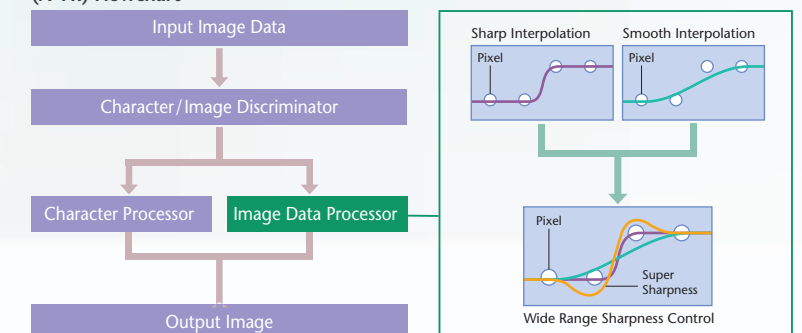 Input Image Data
Character/Image Discriminator
Character Processor
Image Data Processor
Output Image
Sharp Interpolation
Smooth Interpolation
Pixel
Pixel
Pixel
Super
Sharpness
Wide Range Sharpness Control